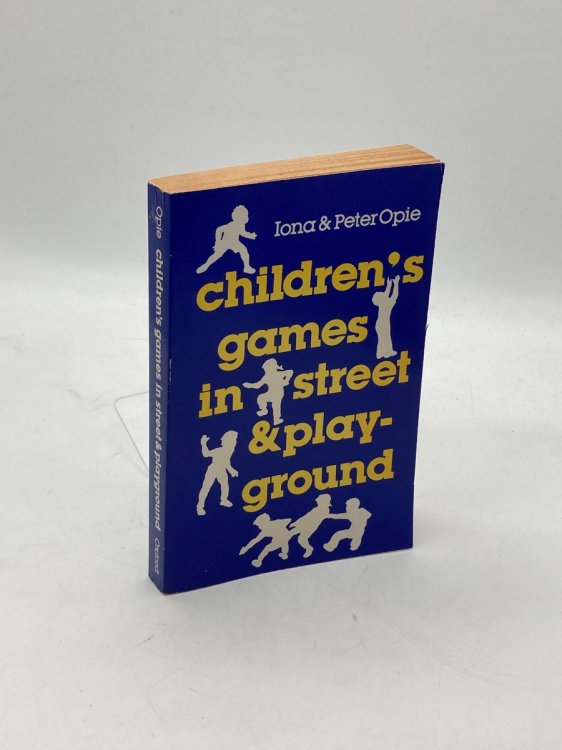 Iona & Peter Opie
children's
games
in street
& play-
ground
Opie children's games in street & playground Oxford